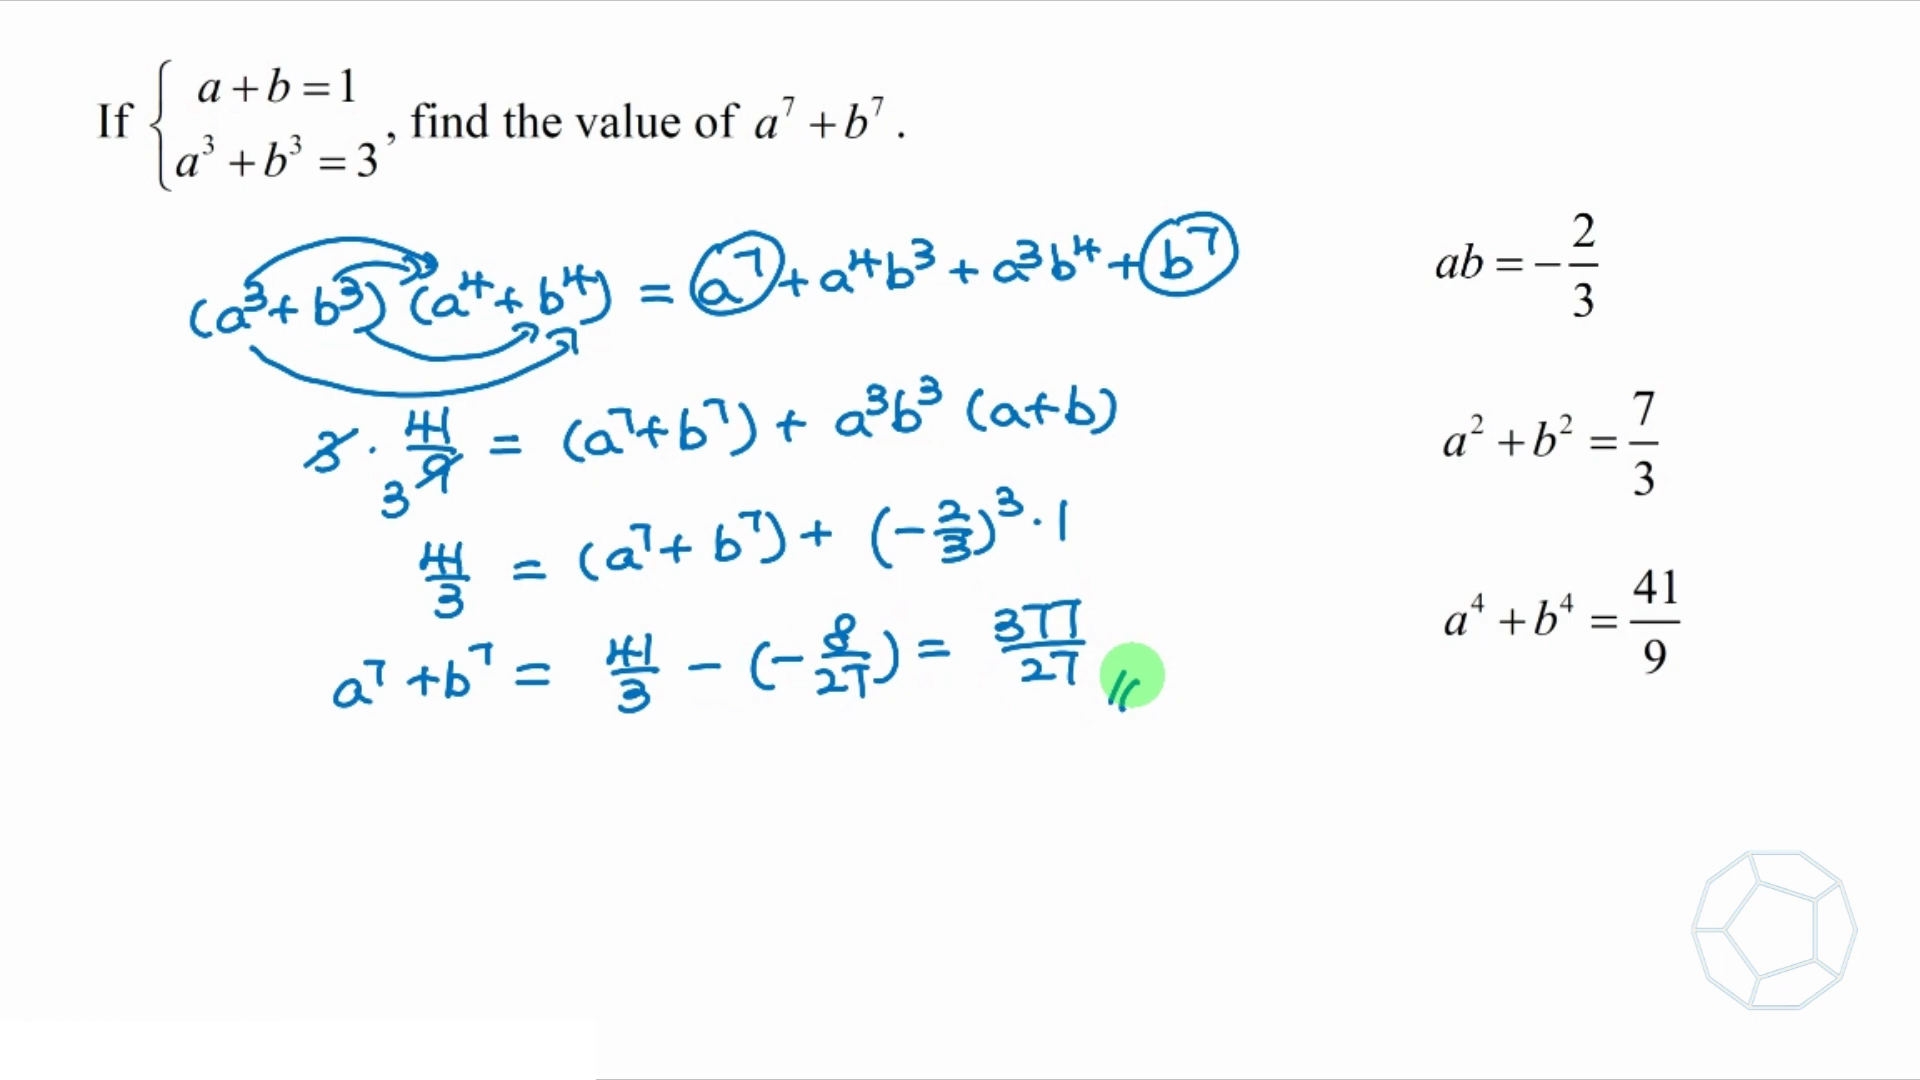 If { a + b = 1
a³ + b³ = 3 , find the value of a⁷ + b⁷ .
(a³ + b³)(a⁴ + b⁴) = a⁷ + a⁴b³ + a³b⁴ + b⁷
3 · 41/9 3 = (a⁷ + b⁷) + a³b³ (a + b)
41/3 = (a⁷ + b⁷) + (-2/3)³ · 1
a⁷ + b⁷ = 41/3 - (-8/27) = 377/27 //
ab = -2/3
a² + b² = 7/3
a⁴ + b⁴ = 41/9